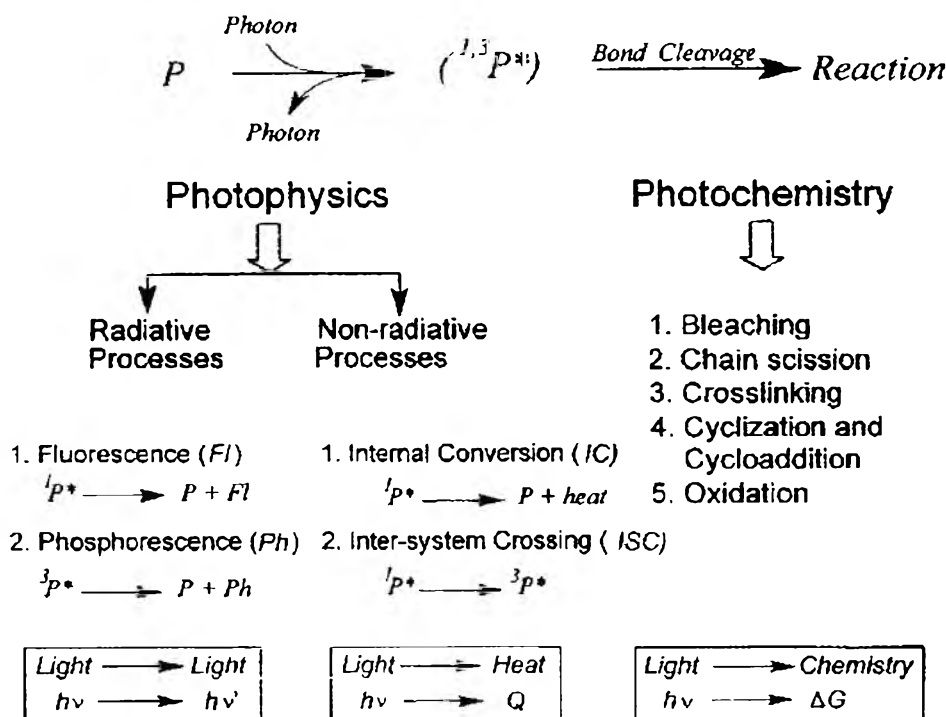 Photon
P ⟶ (¹,³P*) Bond Cleavage ⟶ Reaction
Photon
Photophysics
Photochemistry
Radiative
Processes
Non-radiative
Processes
1. Bleaching
2. Chain scission
3. Crosslinking
4. Cyclization and
Cycloaddition
5. Oxidation
1. Fluorescence (Fl)
¹P* ⟶ P + Fl
2. Phosphorescence (Ph)
³P* ⟶ P + Ph
1. Internal Conversion (IC)
¹P* ⟶ P + heat
2. Inter-system Crossing (ISC)
¹P* ⟶ ³P*
Light ⟶ Light
hν ⟶ hν'
Light ⟶ Heat
hν ⟶ Q
Light ⟶ Chemistry
hν ⟶ ΔG